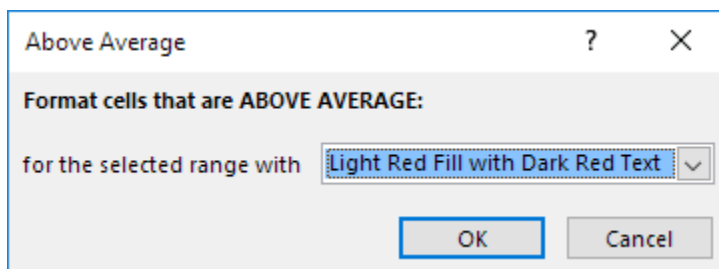 Above Average ?
Format cells that are ABOVE AVERAGE:
for the selected range with Light Red Fill with Dark Red Text
OK Cancel